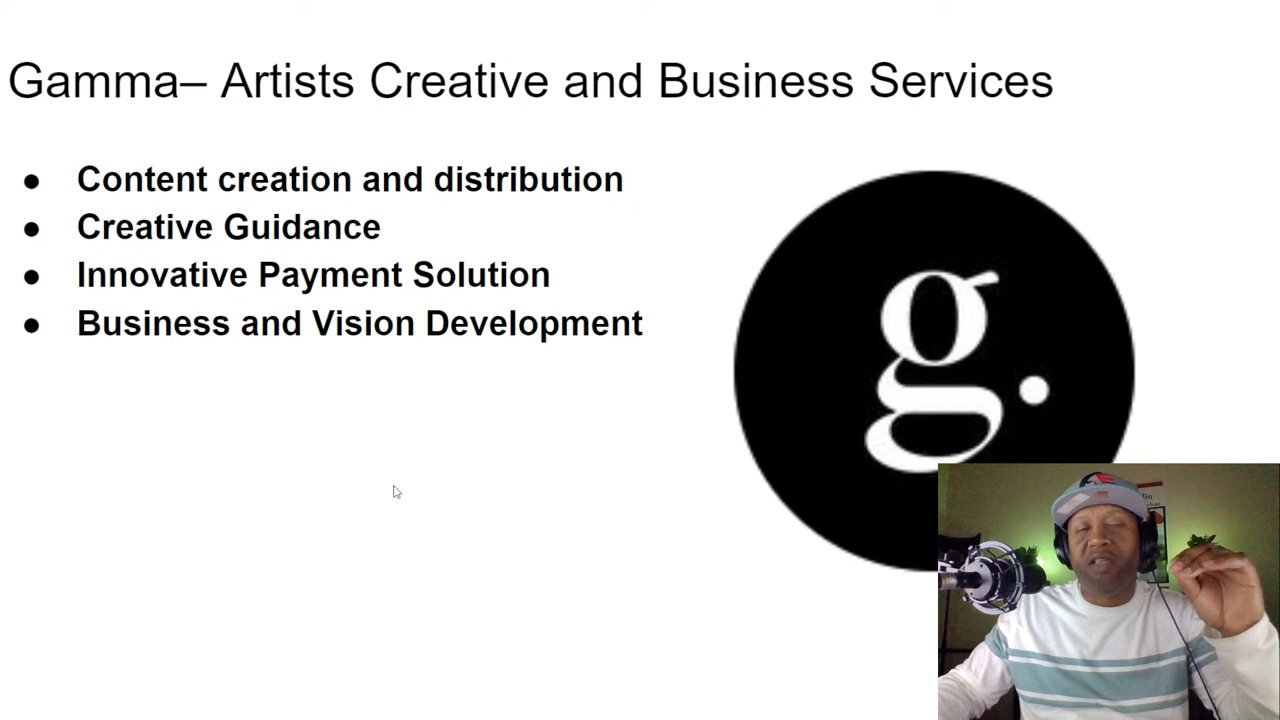 Gamma– Artists Creative and Business Services
● Content creation and distribution
● Creative Guidance
● Innovative Payment Solution
● Business and Vision Development
g.